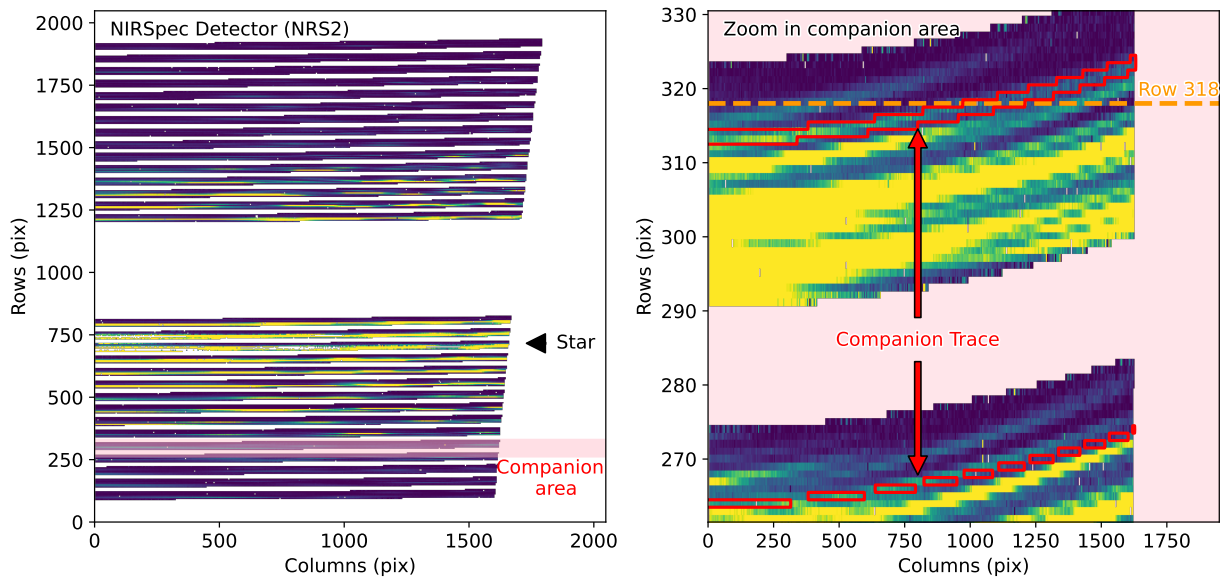 NIRSpec Detector (NRS2)
2000
1750
1500
1250
1000
750
500
250
0
Rows (pix)
Star
Companion
area
0
500
1000
1500
2000
Columns (pix)
Zoom in companion area
330
320
310
300
290
280
270
Rows (pix)
Row 318
Companion Trace
0
250
500
750
1000
1250
1500
1750
Columns (pix)